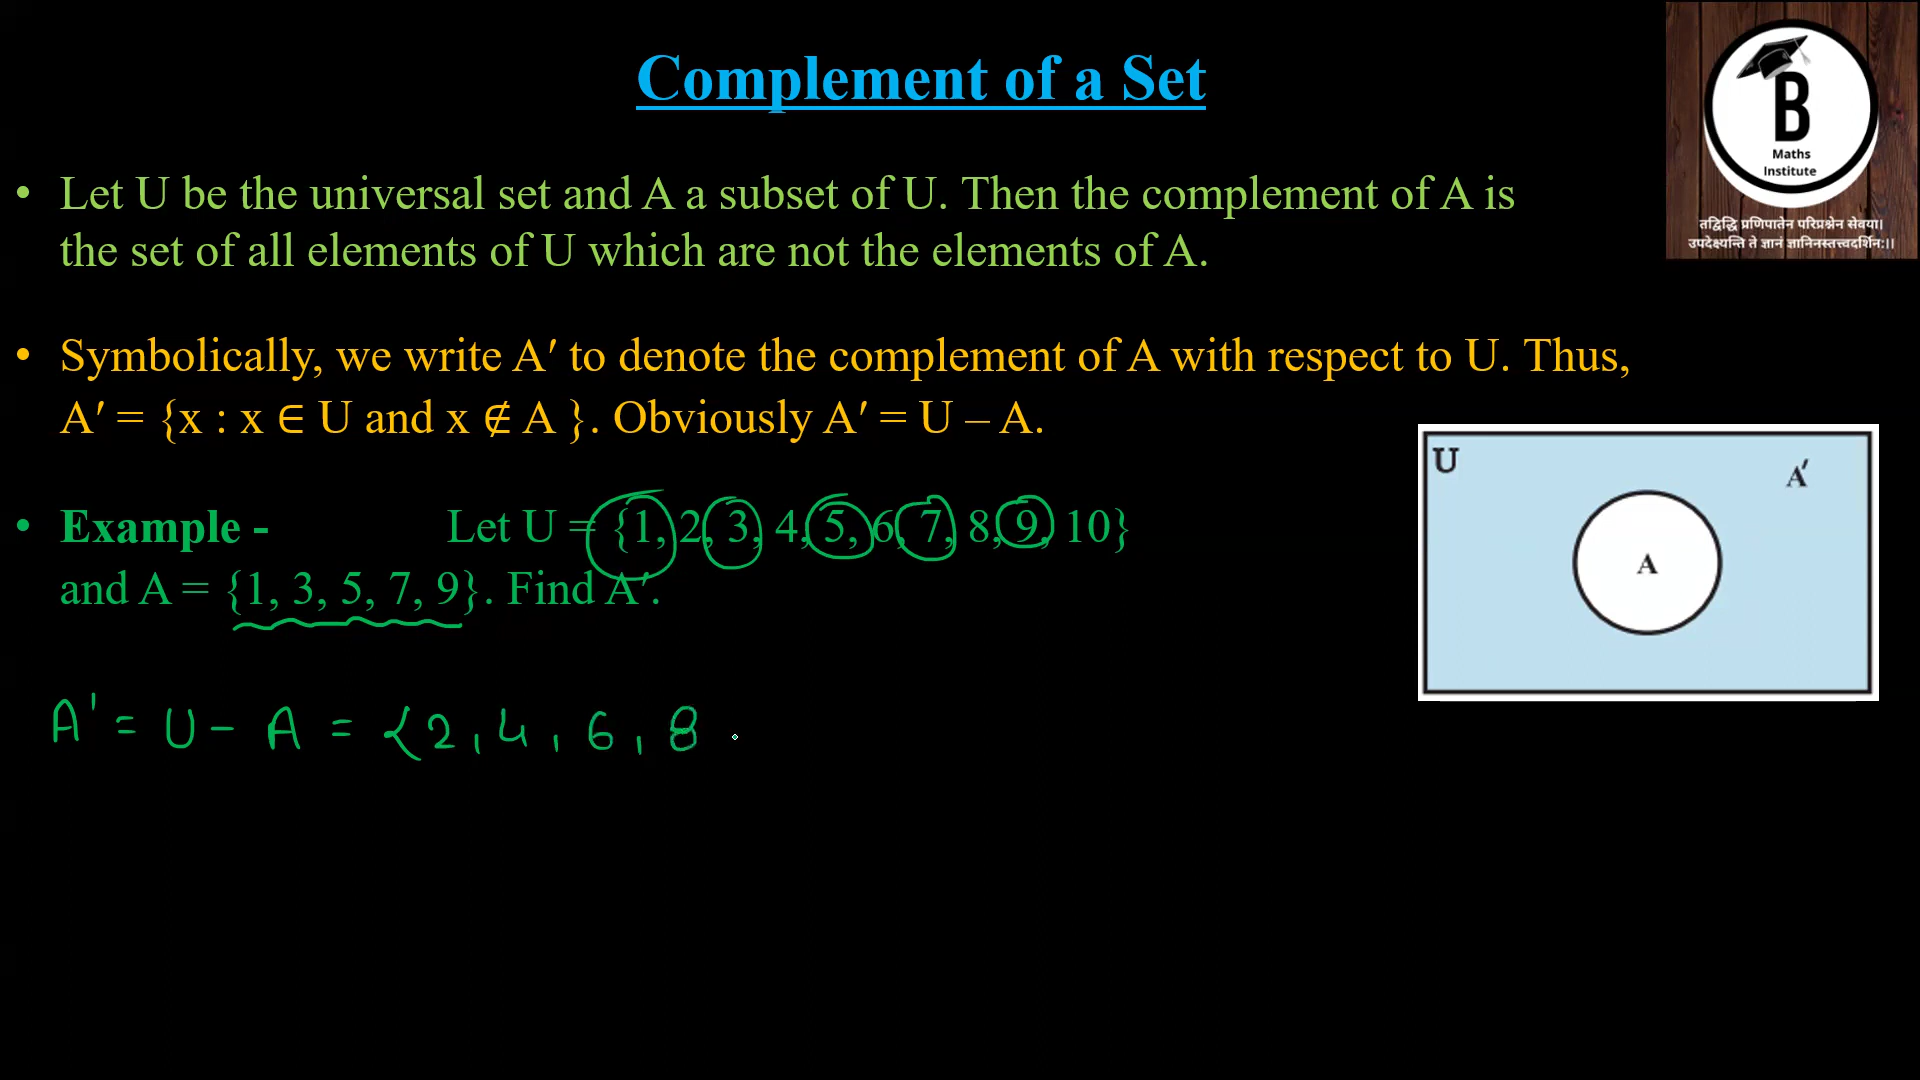 Complement of a Set
B
Maths
Institute
तद्विद्धि प्रणिपातेन परिप्रश्नेन सेवया।
उपदेक्ष्यन्ति ते ज्ञानं ज्ञानिनस्तत्त्वदर्शिन:।।
• Let U be the universal set and A a subset of U. Then the complement of A is
the set of all elements of U which are not the elements of A.
• Symbolically, we write A′ to denote the complement of A with respect to U. Thus,
A′ = {x : x ∈ U and x ∉ A }. Obviously A′ = U – A.
• Example - Let U = {1, 2, 3, 4, 5, 6, 7, 8, 9, 10}
and A = {1, 3, 5, 7, 9}. Find A′.
U
A′
A
A' = U - A = {2, 4, 6, 8